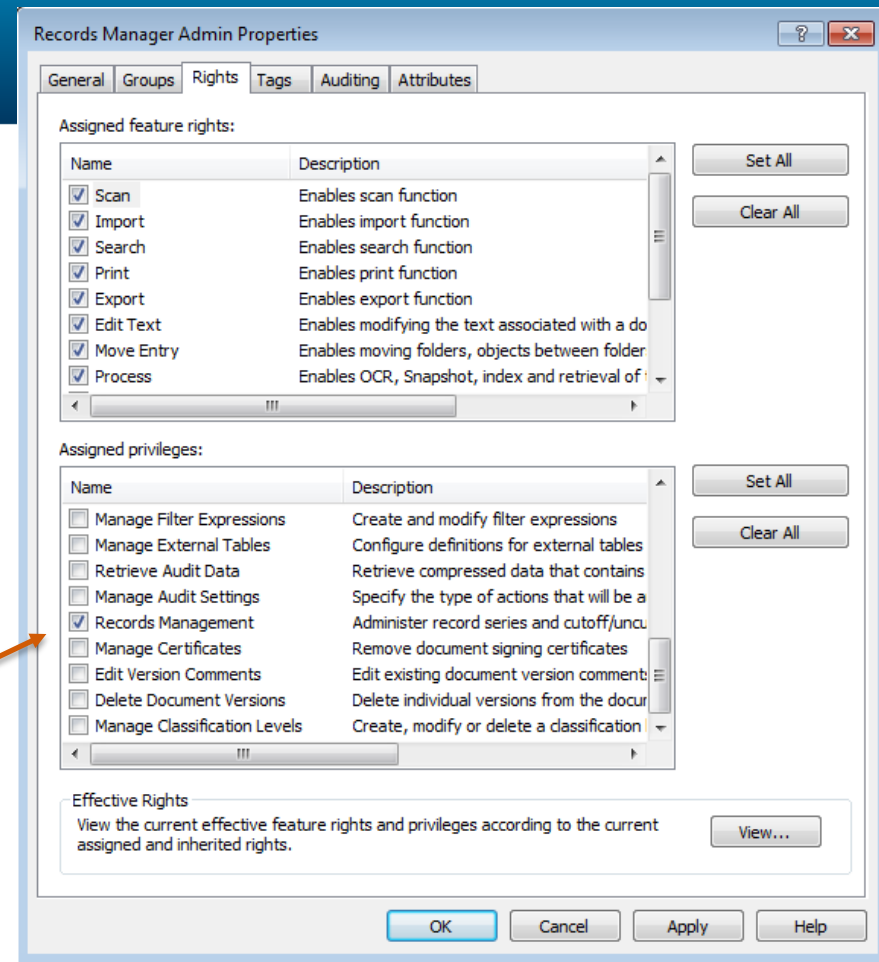 Records Manager Admin Properties
General Groups Rights Tags Auditing Attributes
Assigned feature rights:
Name Description
Set All
Scan Enables scan function
Clear All
Import Enables import function
Search Enables search function
Print Enables print function
Export Enables export function
Edit Text Enables modifying the text associated with a do
Move Entry Enables moving folders, objects between folder
Process Enables OCR, Snapshot, index and retrieval of
Assigned privileges:
Name Description
Set All
Manage Filter Expressions Create and modify filter expressions
Clear All
Manage External Tables Configure definitions for external tables
Retrieve Audit Data Retrieve compressed data that contains
Manage Audit Settings Specify the type of actions that will be a
Records Management Administer record series and cutoff/uncu
Manage Certificates Remove document signing certificates
Edit Version Comments Edit existing document version comments
Delete Document Versions Delete individual versions from the docur
Manage Classification Levels Create, modify or delete a classification
Effective Rights
View the current effective feature rights and privileges according to the current
assigned and inherited rights.
View...
OK Cancel Apply Help